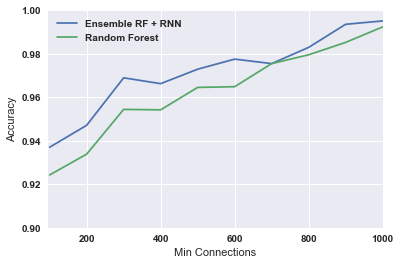 1.00
0.98
0.96
0.94
0.92
0.90
Accuracy
Ensemble RF + RNN
Random Forest
200 400 600 800 1000
Min Connections